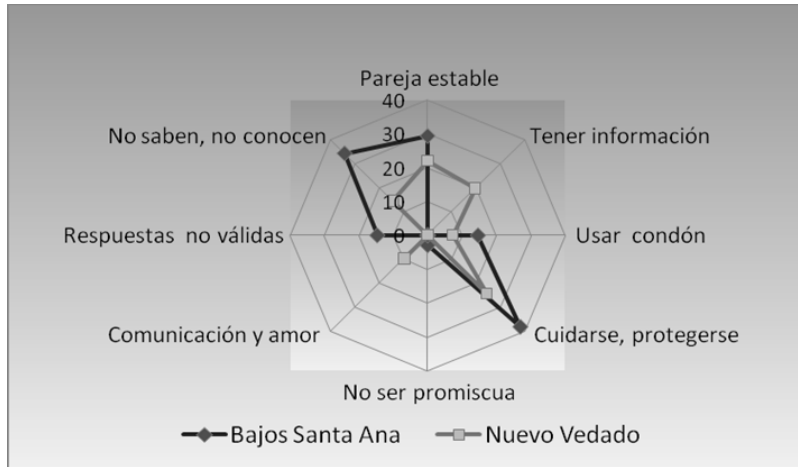 Pareja estable
40
No saben, no conocen
30
Tener información
20
10
Respuestas no válidas
0
Usar condón
Comunicación y amor
Cuidarse, protegerse
No ser promiscua
Bajos Santa Ana
Nuevo Vedado